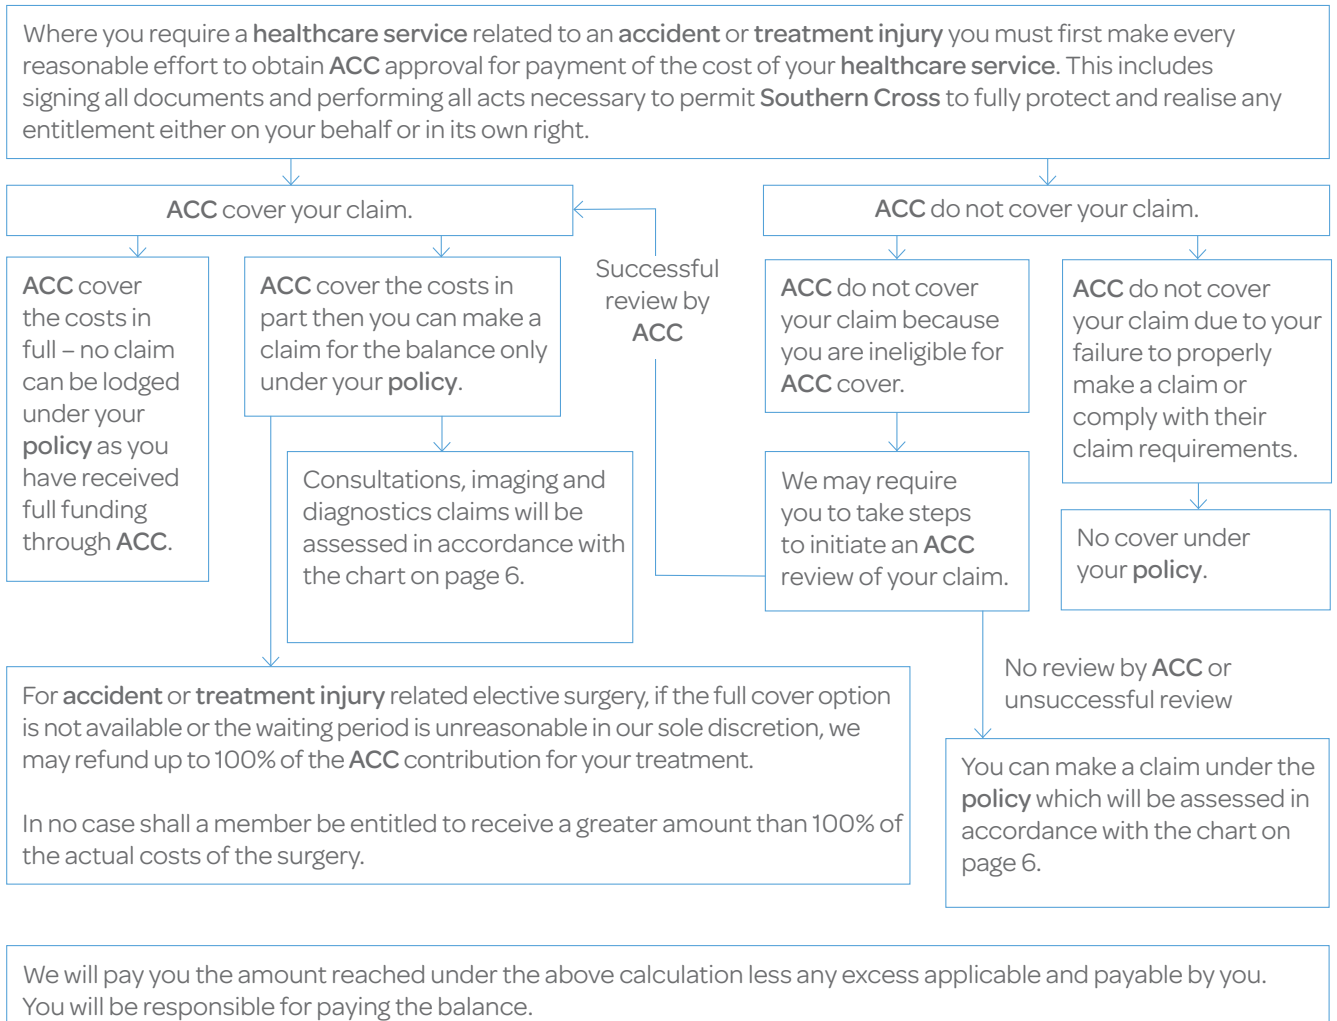 Where you require a healthcare service related to an accident or treatment injury you must first make every
reasonable effort to obtain ACC approval for payment of the cost of your healthcare service. This includes
signing all documents and performing all acts necessary to permit Southern Cross to fully protect and realise any
entitlement either on your behalf or in its own right.
ACC cover your claim.
ACC do not cover your claim.
ACC cover
the costs in
full – no claim
can be lodged
under your
policy as you
have received
full funding
through ACC.
ACC cover the costs in
part then you can make a
claim for the balance only
under your policy.
Successful
review by
ACC
ACC do not cover
your claim because
you are ineligible for
ACC cover.
ACC do not cover
your claim due to your
failure to properly
make a claim or
comply with their
claim requirements.
Consultations, imaging and
diagnostics claims will be
assessed in accordance with
the chart on page 6.
We may require
you to take steps
to initiate an ACC
review of your claim.
No cover under
your policy.
For accident or treatment injury related elective surgery, if the full cover option
is not available or the waiting period is unreasonable in our sole discretion, we
may refund up to 100% of the ACC contribution for your treatment.
In no case shall a member be entitled to receive a greater amount than 100% of
the actual costs of the surgery.
No review by ACC or
unsuccessful review
You can make a claim under the
policy which will be assessed in
accordance with the chart on
page 6.
We will pay you the amount reached under the above calculation less any excess applicable and payable by you.
You will be responsible for paying the balance.